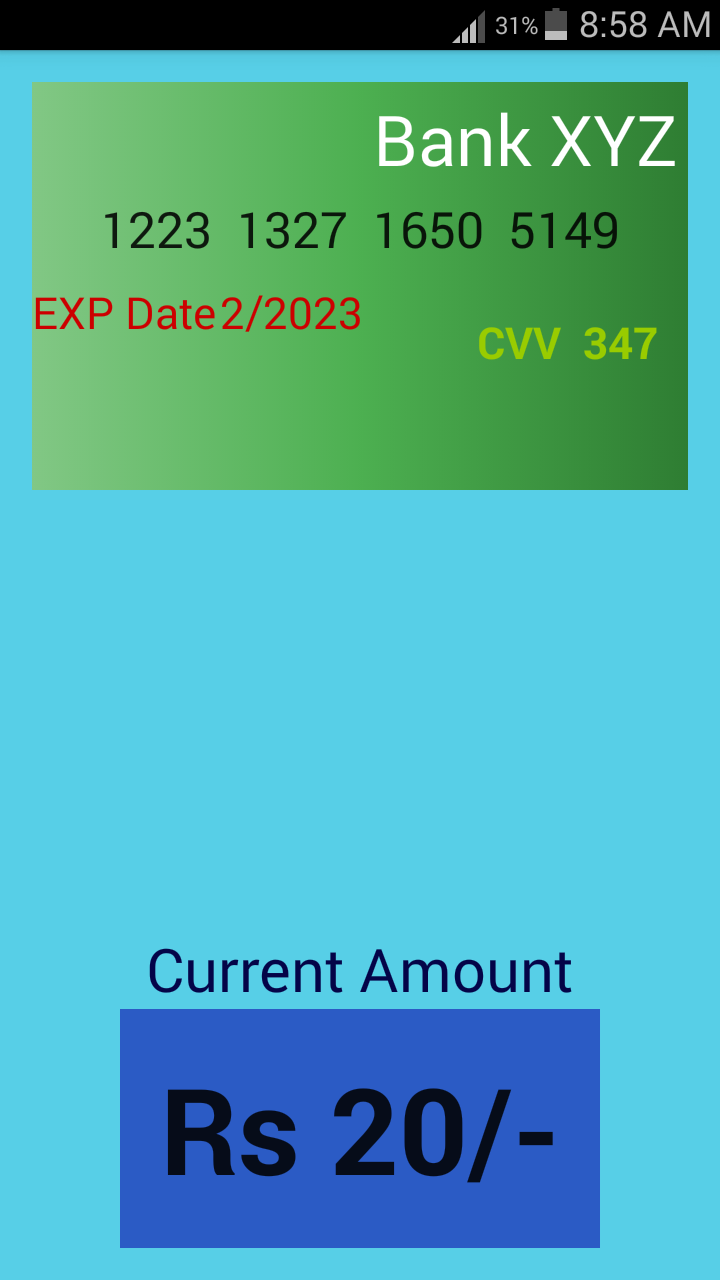 31% 8:58 AM
Bank XYZ
1223 1327 1650 5149
EXP Date 2/2023
CVV 347
Current Amount
Rs 20/-